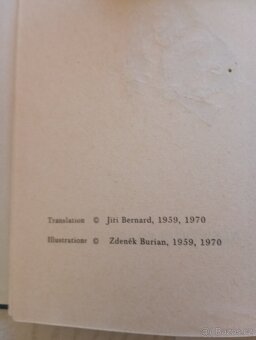 Translation © Jiří Bernard, 1959, 1970
Illustrations © Zdeněk Burian, 1959, 1970